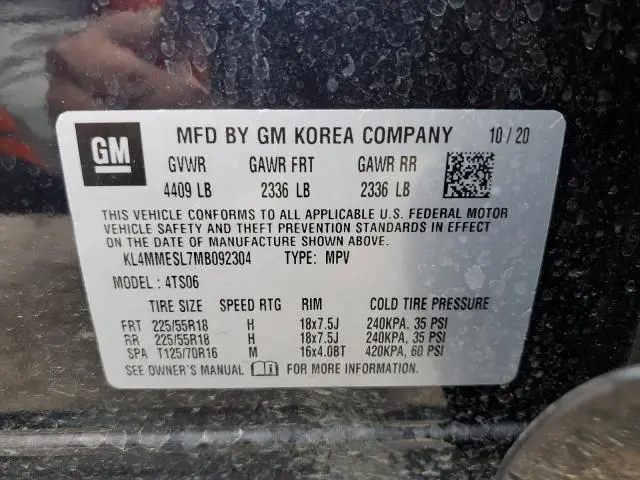 GM MFD BY GM KOREA COMPANY 10/20
GVWR GAWR FRT GAWR RR
4409 LB 2336 LB 2336 LB
THIS VEHICLE CONFORMS TO ALL APPLICABLE U.S. FEDERAL MOTOR
VEHICLE SAFETY AND THEFT PREVENTION STANDARDS IN EFFECT
ON THE DATE OF MANUFACTURE SHOWN ABOVE.
KL4MMESL7MB092304 TYPE: MPV
MODEL: 4TS06
TIRE SIZE SPEED RTG RIM COLD TIRE PRESSURE
FRT 225/55R18 H 18x7.5J 240KPA, 35 PSI
RR 225/55R18 H 18x7.5J 240KPA, 35 PSI
SPA T125/70R16 M 16x4.0BT 420KPA, 60 PSI
SEE OWNER'S MANUAL FOR MORE INFORMATION.